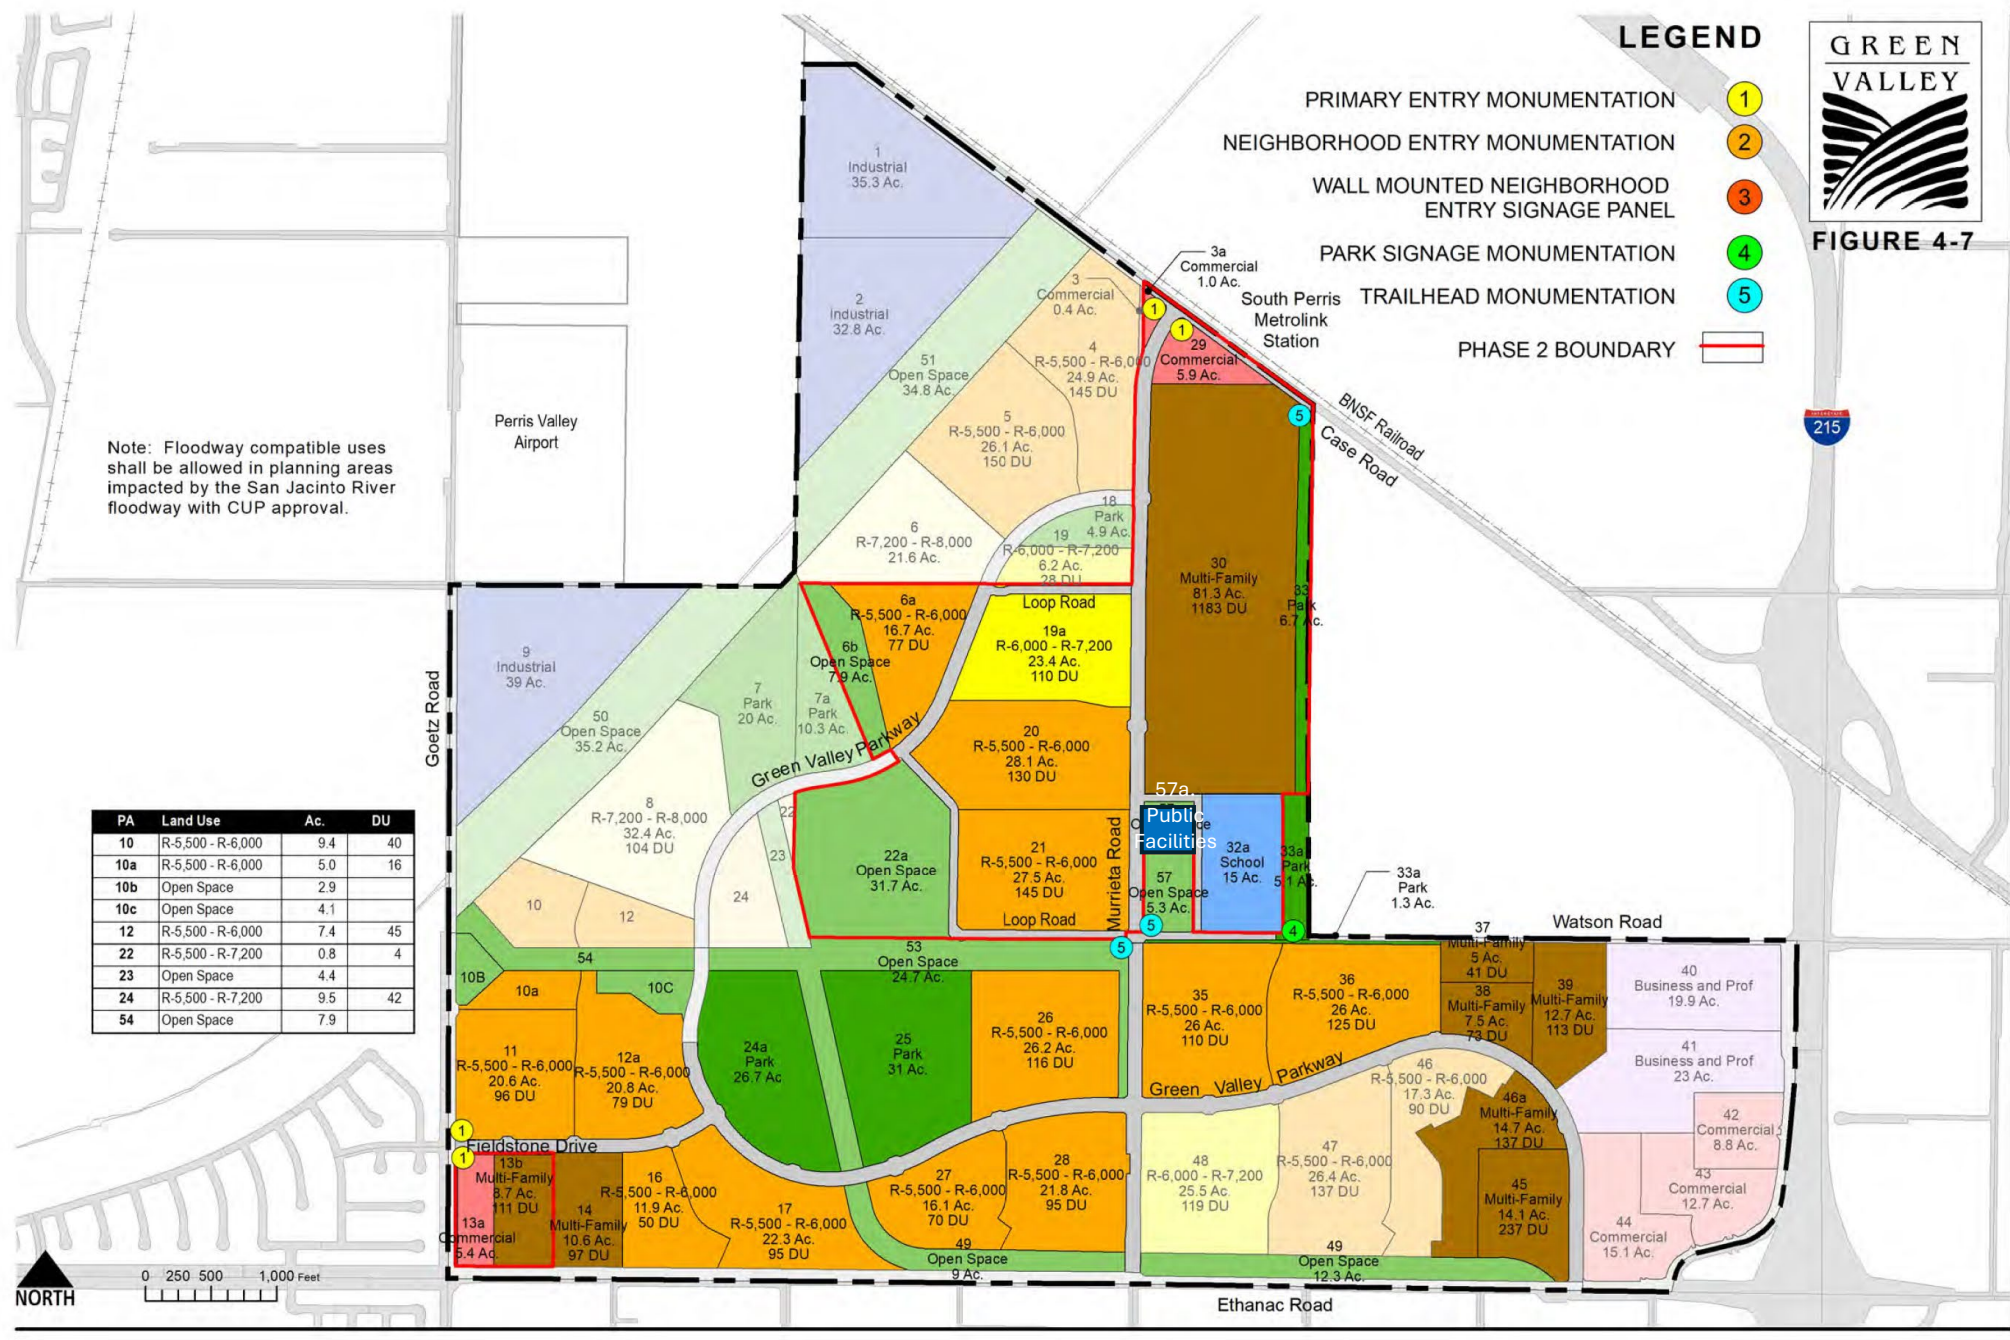 LEGEND
PRIMARY ENTRY MONUMENTATION 1
NEIGHBORHOOD ENTRY MONUMENTATION 2
WALL MOUNTED NEIGHBORHOOD
ENTRY SIGNAGE PANEL 3
PARK SIGNAGE MONUMENTATION 4
TRAILHEAD MONUMENTATION 5
PHASE 2 BOUNDARY
GREEN
VALLEY
FIGURE 4-7
INTERSTATE
215
1
Industrial
35.3 Ac.
2
Industrial
32.8 Ac.
51
Open Space
34.8 Ac.
3
Commercial
0.4 Ac.
3a
Commercial
1.0 Ac.
South Perris
Metrolink
Station
1
1
29
Commercial
5.9 Ac.
4
R-5,500 - R-6,000
24.9 Ac.
145 DU
5
R-5,500 - R-6,000
26.1 Ac.
150 DU
5
BNSF Railroad
Case Road
Perris Valley
Airport
Note: Floodway compatible uses
shall be allowed in planning areas
impacted by the San Jacinto River
floodway with CUP approval.
6
R-7,200 - R-8,000
21.6 Ac.
18
Park
4.9 Ac.
19
R-6,000 - R-7,200
6.2 Ac.
28 DU
30
Multi-Family
81.3 Ac.
1183 DU
33
Park
6.7 Ac.
Loop Road
6a
R-5,500 - R-6,000
16.7 Ac.
77 DU
19a
R-6,000 - R-7,200
23.4 Ac.
110 DU
6b
Open Space
7.9 Ac.
9
Industrial
39 Ac.
Goetz Road
50
Open Space
35.2 Ac.
7
Park
20 Ac.
7a
Park
10.3 Ac.
Green Valley Parkway
20
R-5,500 - R-6,000
28.1 Ac.
130 DU
8
R-7,200 - R-8,000
32.4 Ac.
104 DU
22
23
24
22a
Open Space
31.7 Ac.
21
R-5,500 - R-6,000
27.5 Ac.
145 DU
Loop Road
Murrieta Road
57a.
Public
Facilities
57
Open Space
5.3 Ac.
32a
School
15 Ac.
33a
Park
5.1 Ac.
33a
Park
1.3 Ac.
5
5
4
Watson Road
PA Land Use Ac. DU
10 R-5,500 - R-6,000 9.4 40
10a R-5,500 - R-6,000 5.0 16
10b Open Space 2.9
10c Open Space 4.1
12 R-5,500 - R-6,000 7.4 45
22 R-5,500 - R-7,200 0.8 4
23 Open Space 4.4
24 R-5,500 - R-7,200 9.5 42
54 Open Space 7.9
10
12
54
53
Open Space
24.7 Ac.
10B
10a
10C
11
R-5,500 - R-6,000
20.6 Ac.
96 DU
12a
R-5,500 - R-6,000
20.8 Ac.
79 DU
24a
Park
26.7 Ac
25
Park
31 Ac.
26
R-5,500 - R-6,000
26.2 Ac.
116 DU
35
R-5,500 - R-6,000
26 Ac.
110 DU
36
R-5,500 - R-6,000
26 Ac.
125 DU
37
Multi-Family
5 Ac.
41 DU
38
Multi-Family
7.5 Ac.
73 DU
39
Multi-Family
12.7 Ac.
113 DU
40
Business and Prof
19.9 Ac.
41
Business and Prof
23 Ac.
Green Valley Parkway
46
R-5,500 - R-6,000
17.3 Ac.
90 DU
46a
Multi-Family
14.7 Ac.
137 DU
42
Commercial
8.8 Ac.
1
1
Fieldstone Drive
13b
Multi-Family
8.7 Ac.
111 DU
13a
Commercial
5.4 Ac.
14
Multi-Family
10.6 Ac.
97 DU
16
R-5,500 - R-6,000
11.9 Ac.
50 DU
17
R-5,500 - R-6,000
22.3 Ac.
95 DU
27
R-5,500 - R-6,000
16.1 Ac.
70 DU
28
R-5,500 - R-6,000
21.8 Ac.
95 DU
48
R-6,000 - R-7,200
25.5 Ac.
119 DU
47
R-5,500 - R-6,000
26.4 Ac.
137 DU
45
Multi-Family
14.1 Ac.
237 DU
43
Commercial
12.7 Ac.
44
Commercial
15.1 Ac.
49
Open Space
9 Ac.
49
Open Space
12.3 Ac.
Ethanac Road
NORTH
0 250 500 1,000 Feet